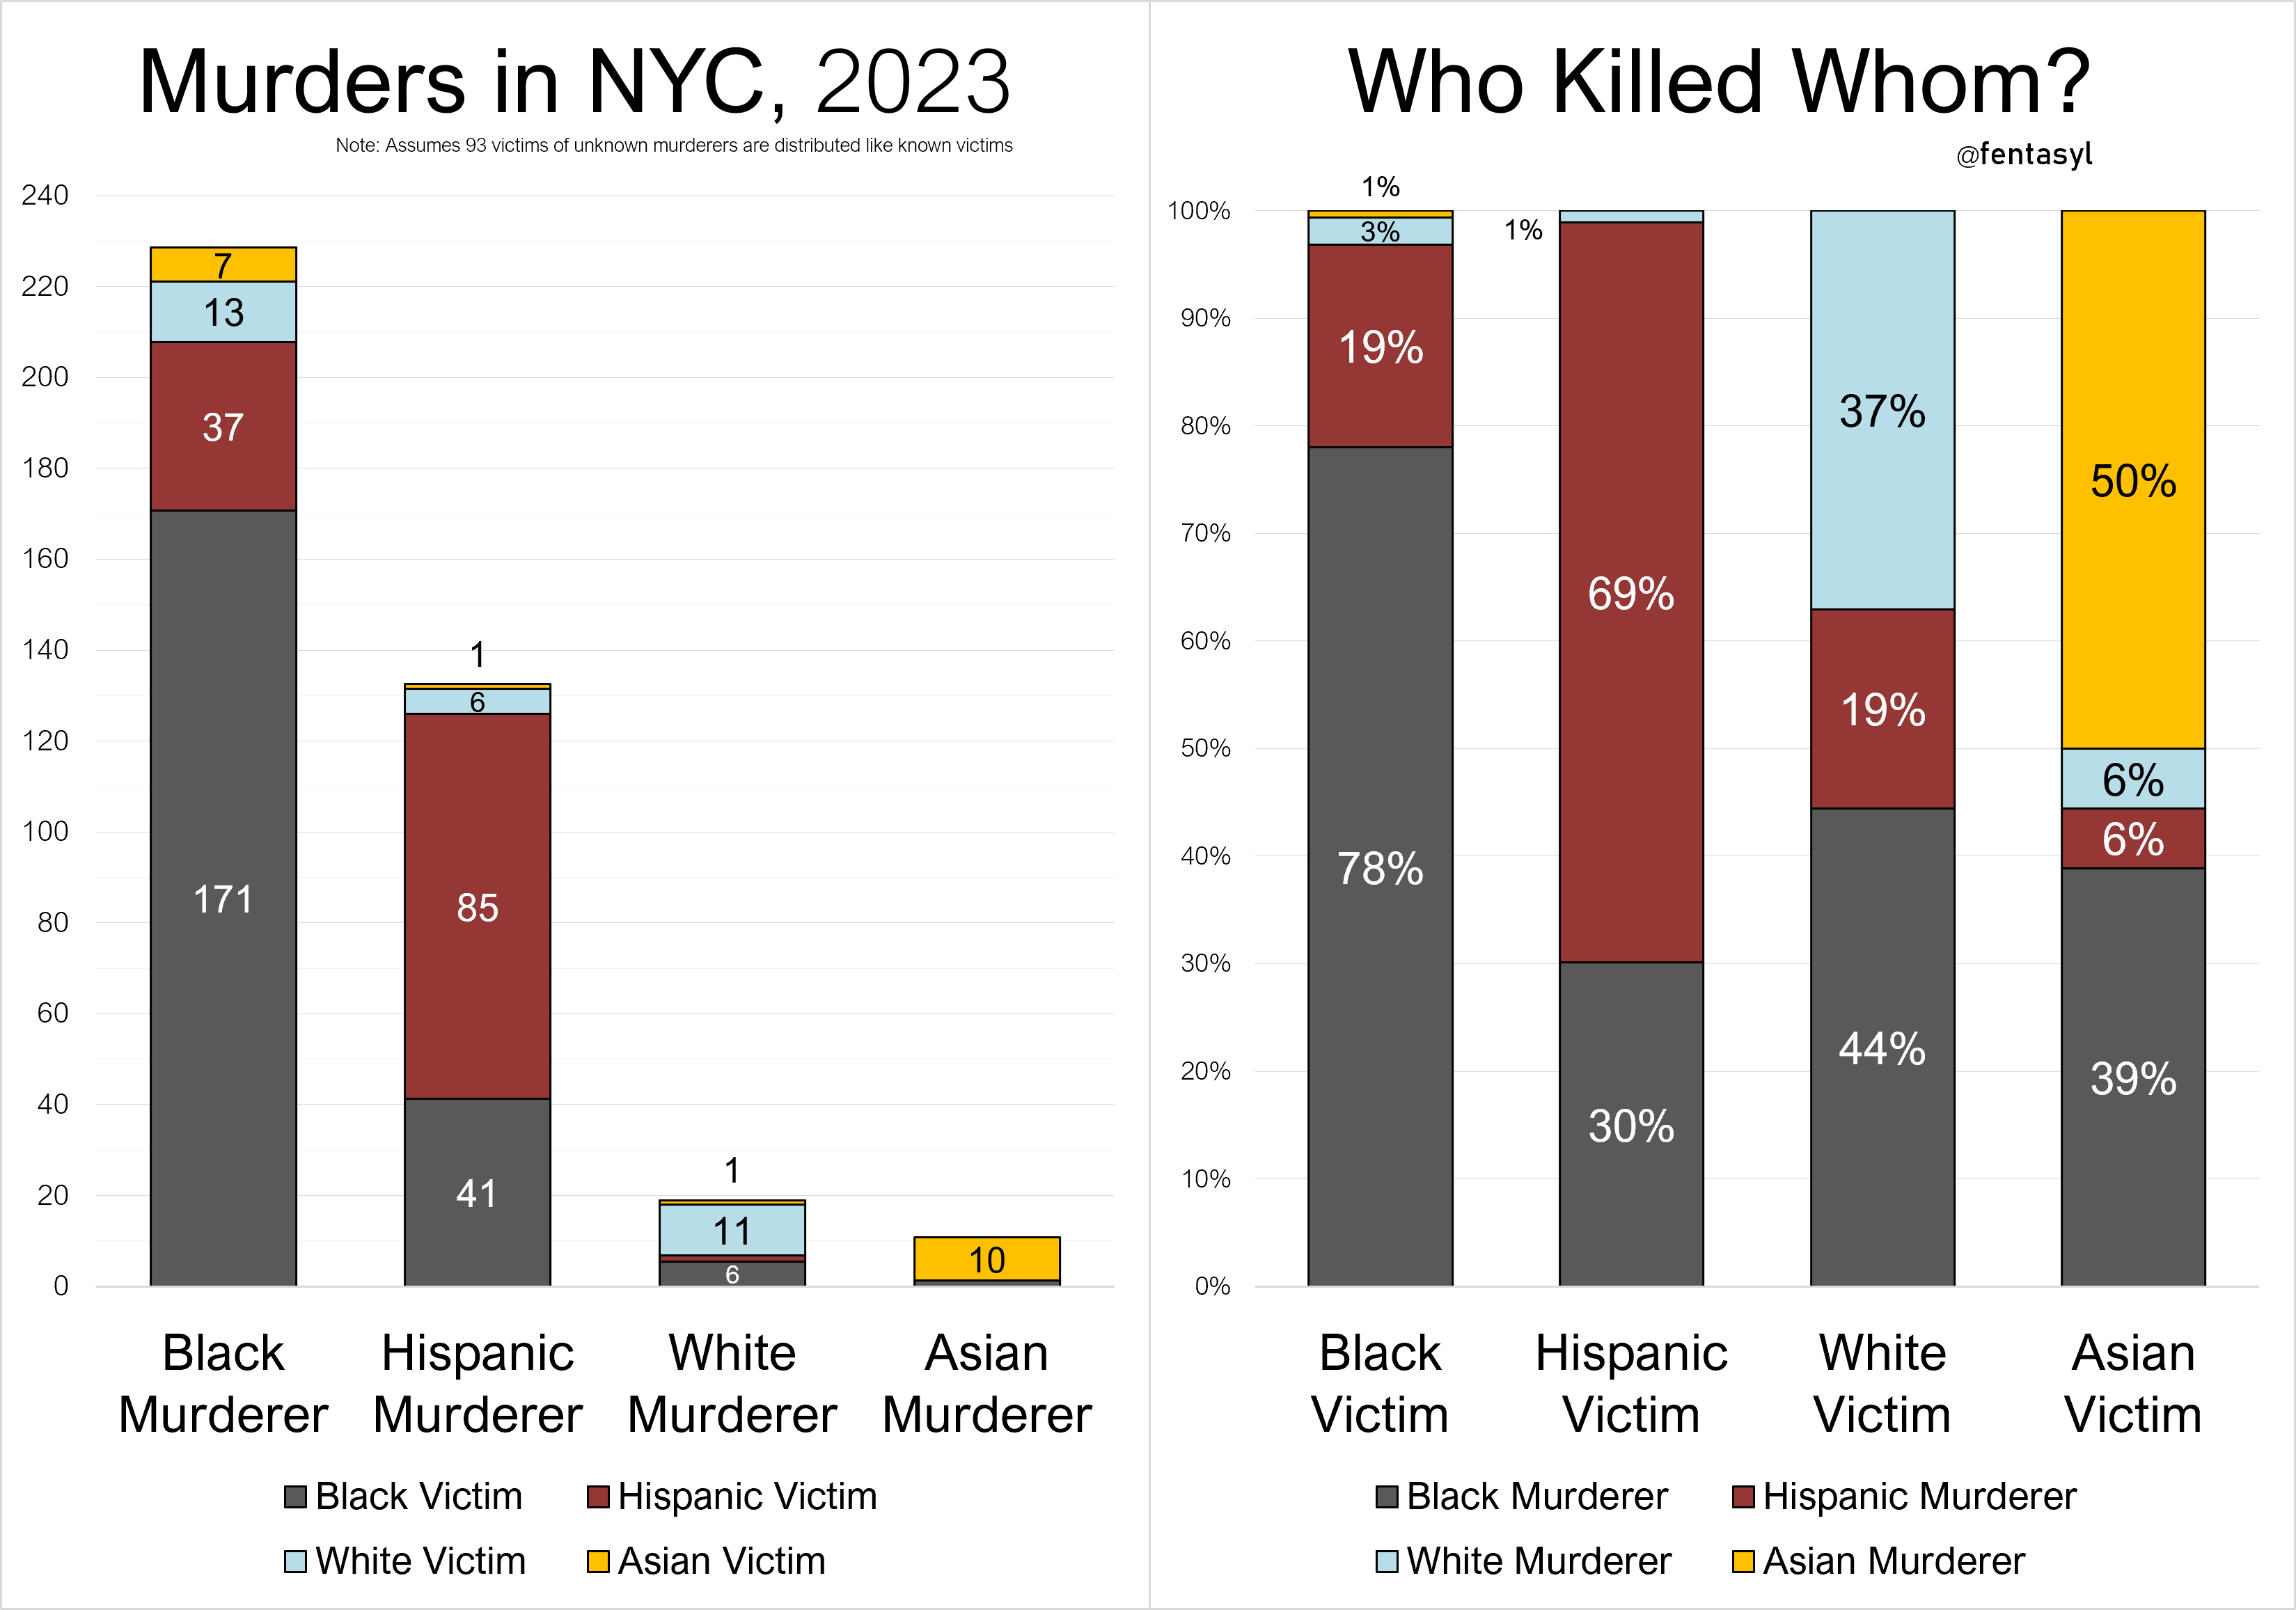 Murders in NYC, 2023
Note: Assumes 93 victims of unknown murderers are distributed like known victims
240
220
200
180
160
140
120
100
80
60
40
20
0
7
13
37
171
1
6
85
41
1
11
6
10
Black Murderer
Hispanic Murderer
White Murderer
Asian Murderer
Black Victim
Hispanic Victim
White Victim
Asian Victim
Who Killed Whom?
@fentasyl
100%
90%
80%
70%
60%
50%
40%
30%
20%
10%
0%
1%
3%
19%
78%
1%
69%
30%
37%
19%
44%
50%
6%
6%
39%
Black Victim
Hispanic Victim
White Victim
Asian Victim
Black Murderer
Hispanic Murderer
White Murderer
Asian Murderer